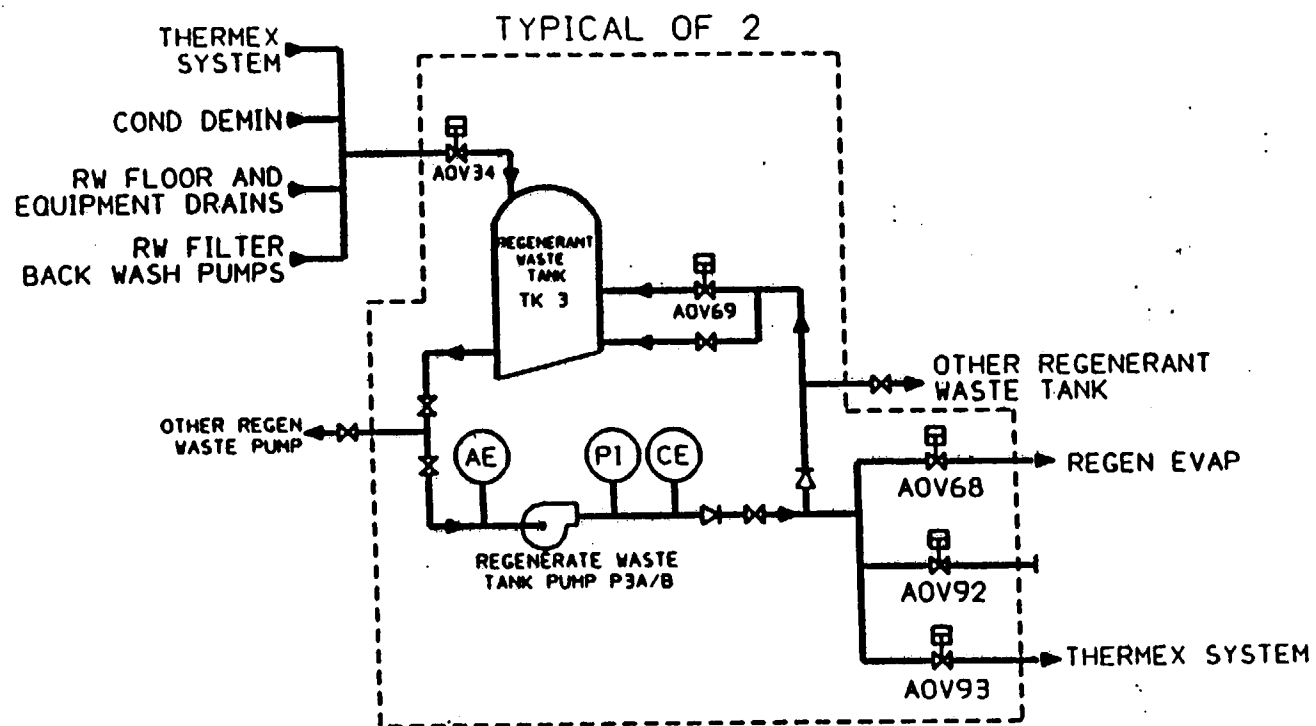 TYPICAL OF 2
THERMEX
SYSTEM
COND DEMIN
RW FLOOR AND
EQUIPMENT DRAINS
RW FILTER
BACK WASH PUMPS
AOV34
REGENERANT
WASTE
TANK
TK 3
AOV69
OTHER REGENERANT
WASTE TANK
OTHER REGEN
WASTE PUMP
AE
PI
CE
REGENERATE WASTE
TANK PUMP P3A/B
AOV68
REGEN EVAP
AOV92
AOV93
THERMEX SYSTEM